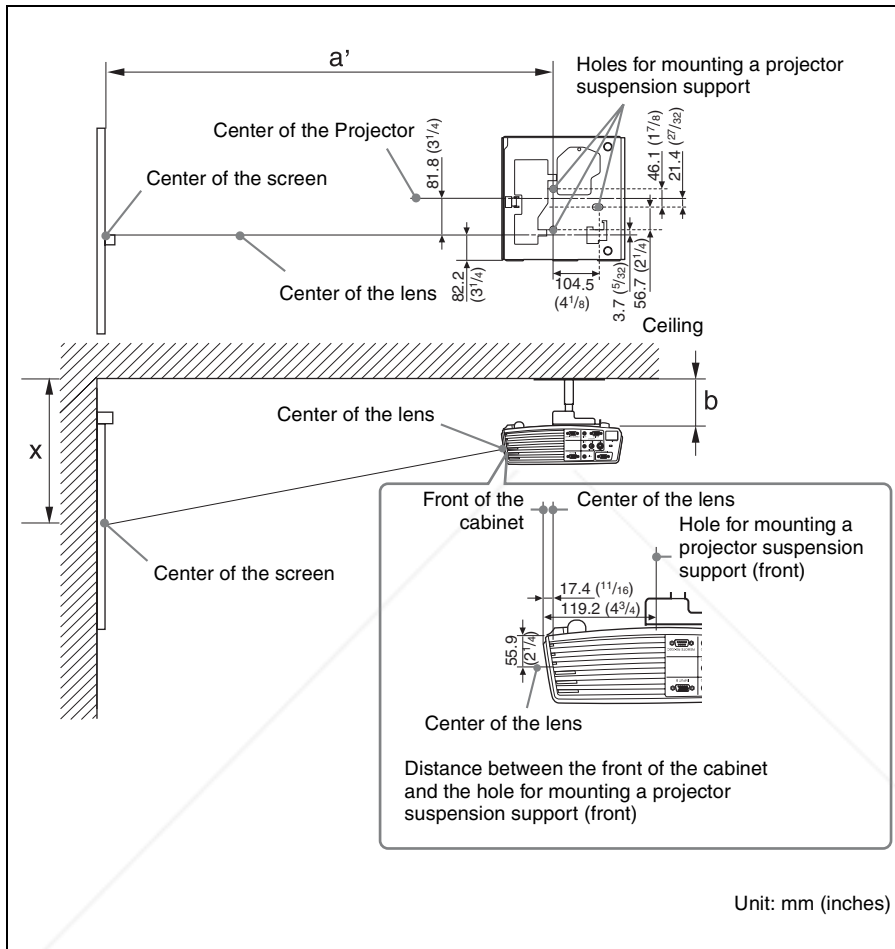 a'
Holes for mounting a projector
suspension support
Center of the Projector
81.8 (3 1/4)
46.1 (1 7/8)
21.4 (27/32)
Center of the screen
Center of the lens
82.2
(3 1/4)
104.5
(4 1/8)
3.7 (5/32)
56.7 (2 1/4)
Ceiling
x
b
Center of the lens
Center of the screen
Front of the
cabinet
Center of the lens
Hole for mounting a
projector suspension
support (front)
17.4 (11/16)
119.2 (4 3/4)
55.9
(2 1/4)
Center of the lens
Distance between the front of the cabinet
and the hole for mounting a projector
suspension support (front)
Unit: mm (inches)